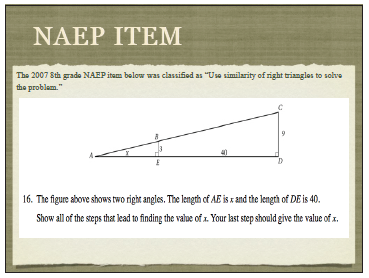 NAEP ITEM
The 2007 8th grade NAEP item below was classified as “Use similarity of right triangles to solve
the problem.”
C
B
9
3
A
x
40
E
D
16. The figure above shows two right angles. The length of AE is x and the length of DE is 40.
Show all of the steps that lead to finding the value of x. Your last step should give the value of x.